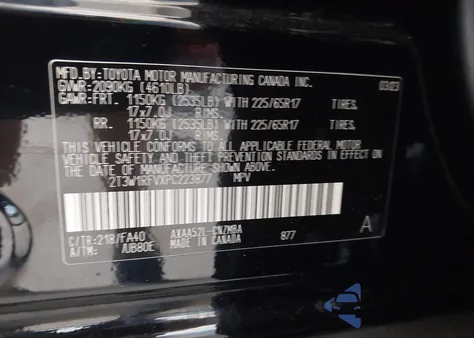 MFD.BY:TOYOTA MOTOR MANUFACTURING CANADA INC.
GVWR:2090KG (4610LB) 03/23
GAWR:FRT. 1150KG (2535LB) WITH 225/65R17 TIRES.
17x7.0J RIMS.
RR. 1150KG (2535LB) WITH 225/65R17 TIRES.
17x7.0J RIMS.
THIS VEHICLE CONFORMS TO ALL APPLICABLE FEDERAL MOTOR
VEHICLE SAFETY AND THEFT PREVENTION STANDARDS IN EFFECT ON
THE DATE OF MANUFACTURE SHOWN ABOVE.
2T3W1RFVXPC223877 MPV
C/TR:218/FA40 AXAA52L-CNZMBA A
A/TM: /UB80E MADE IN CANADA 877